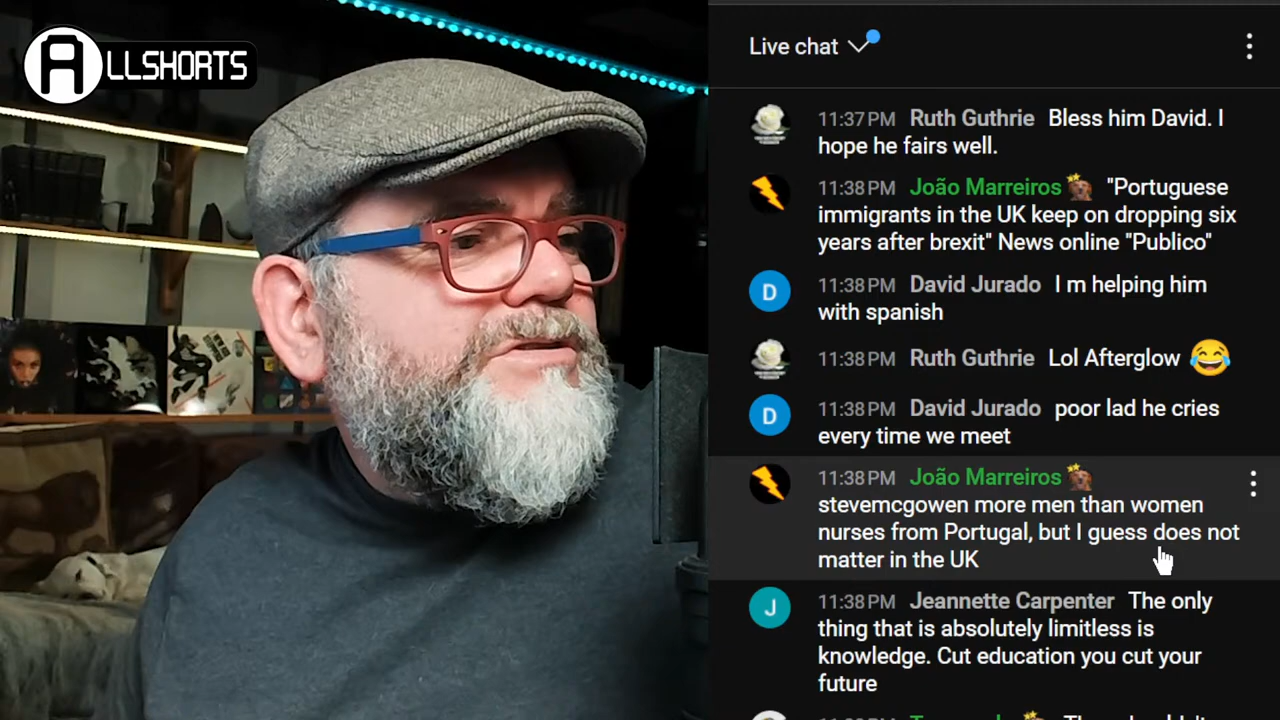 ALLSHORTS
Live chat
11:37 PM Ruth Guthrie Bless him David. I
hope he fairs well.
11:38 PM João Marreiros "Portuguese
immigrants in the UK keep on dropping six
years after brexit" News online "Publico"
D
11:38 PM David Jurado I m helping him
with spanish
11:38 PM Ruth Guthrie Lol Afterglow 😂
D
11:38 PM David Jurado poor lad he cries
every time we meet
11:38 PM João Marreiros
stevemcgowen more men than women
nurses from Portugal, but I guess does not
matter in the UK
J
11:38 PM Jeannette Carpenter The only
thing that is absolutely limitless is
knowledge. Cut education you cut your
future